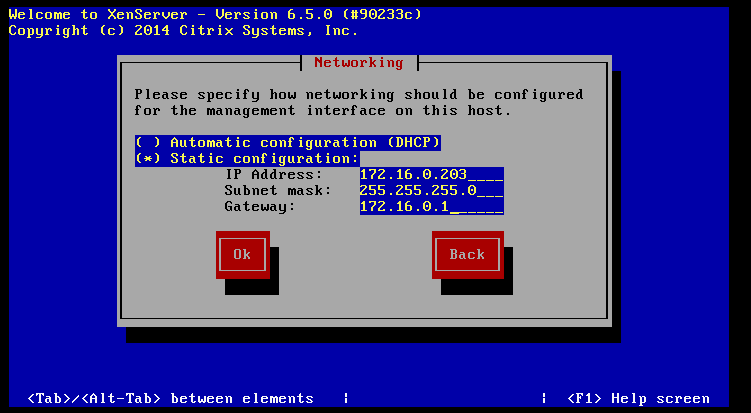 Welcome to XenServer - Version 6.5.0 (#90233c)
Copyright (c) 2014 Citrix Systems, Inc.
Networking
Please specify how networking should be configured
for the management interface on this host.
( ) Automatic configuration (DHCP)
(*) Static configuration:
IP Address: 172.16.0.203____
Subnet mask: 255.255.255.0___
Gateway: 172.16.0.1______
Ok Back
<Tab>/<Alt-Tab> between elements | | <F1> Help screen